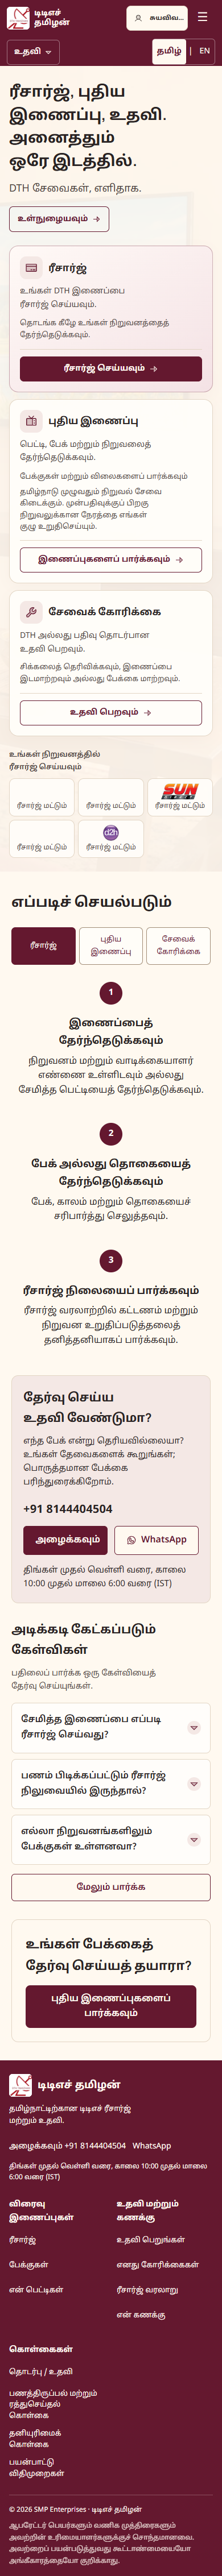 டிடிஎச்
தமிழன்
சுயவிவ...
உதவி
தமிழ் | EN
ரீசார்ஜ், புதிய
இணைப்பு, உதவி.
அனைத்தும்
ஒரே இடத்தில்.
DTH சேவைகள், எளிதாக.
உள்நுழையவும்
ரீசார்ஜ்
உங்கள் DTH இணைப்பை
ரீசார்ஜ் செய்யவும்.
தொடங்க கீழே உங்கள் நிறுவனத்தைத்
தேர்ந்தெடுக்கவும்.
ரீசார்ஜ் செய்யவும்
புதிய இணைப்பு
பெட்டி, பேக் மற்றும் நிறுவலைத்
தேர்ந்தெடுக்கவும்.
பேக்குகள் மற்றும் விலைகளைப் பார்க்கவும்
தமிழ்நாடு முழுவதும் நிறுவல் சேவை
கிடைக்கும். முன்பதிவுக்குப் பிறகு
நிறுவலுக்கான நேரத்தை எங்கள்
குழு உறுதிசெய்யும்.
இணைப்புகளைப் பார்க்கவும்
சேவைக் கோரிக்கை
DTH அல்லது பதிவு தொடர்பான
உதவி பெறவும்.
சிக்கலைத் தெரிவிக்கவும், இணைப்பை
இடமாற்றவும் அல்லது பேக்கை மாற்றவும்.
உதவி பெறவும்
உங்கள் நிறுவனத்தில்
ரீசார்ஜ் செய்யவும்
ரீசார்ஜ் மட்டும்
ரீசார்ஜ் மட்டும்
SUN
ரீசார்ஜ் மட்டும்
ரீசார்ஜ் மட்டும்
d2h
ரீசார்ஜ் மட்டும்
எப்படிச் செயல்படும்
ரீசார்ஜ்
புதிய
இணைப்பு
சேவைக்
கோரிக்கை
1
இணைப்பைத்
தேர்ந்தெடுக்கவும்
நிறுவனம் மற்றும் வாடிக்கையாளர்
எண்ணை உள்ளிடவும் அல்லது
சேமித்த இணைப்பைத் தேர்ந்தெடுக்கவும்.
2
பேக் அல்லது தொகையைத்
தேர்ந்தெடுக்கவும்
பேக், காலம் மற்றும் தொகையைச்
சரிபார்த்து செலுத்தவும்.
3
ரீசார்ஜ் நிலையைப் பார்க்கவும்
ரீசார்ஜ் வரலாற்றில் கட்டணம் மற்றும்
நிறுவன உறுதிப்படுத்தலைத்
தனித்தனியாகப் பார்க்கவும்.
தேர்வு செய்ய
உதவி வேண்டுமா?
எந்த பேக் என்று தெரியவில்லையா?
உங்கள் தேவைகளைக் கூறுங்கள்;
பொருத்தமான பேக்கை
பரிந்துரைக்கிறோம்.
+91 8144404504
அழைக்கவும்
WhatsApp
திங்கள் முதல் வெள்ளி வரை, காலை
10:00 முதல் மாலை 6:00 வரை (IST)
அடிக்கடி கேட்கப்படும்
கேள்விகள்
பதிலைப் பார்க்க ஒரு கேள்வியைத்
தேர்வு செய்யுங்கள்.
சேமித்த இணைப்பை எப்படி
ரீசார்ஜ் செய்வது?
பணம் பிடிக்கப்பட்டும் ரீசார்ஜ்
நிலுவையில் இருந்தால்?
எல்லா நிறுவனங்களிலும்
பேக்குகள் உள்ளனவா?
மேலும் பார்க்க
உங்கள் பேக்கைத்
தேர்வு செய்யத் தயாரா?
புதிய இணைப்புகளைப்
பார்க்கவும்
டிடிஎச் தமிழன்
தமிழ்நாட்டிற்கான டிடிஎச் ரீசார்ஜ்
மற்றும் உதவி.
அழைக்கவும் +91 8144404504 WhatsApp
திங்கள் முதல் வெள்ளி வரை, காலை 10:00 முதல் மாலை
6:00 வரை (IST)
விரைவு
இணைப்புகள்
ரீசார்ஜ்
பேக்குகள்
என் பெட்டிகள்
உதவி மற்றும்
கணக்கு
உதவி பெறுங்கள்
எனது கோரிக்கைகள்
ரீசார்ஜ் வரலாறு
என் கணக்கு
கொள்கைகள்
தொடர்பு / உதவி
பணத்திருப்பம் மற்றும்
ரத்துசெய்தல்
கொள்கை
தனியுரிமைக்
கொள்கை
பயன்பாட்டு
விதிமுறைகள்
© 2026 SMP Enterprises · டிடிஎச் தமிழன்
ஆபரேட்டர் பெயர்களும் வணிக முத்திரைகளும்
அவற்றின் உரிமையாளர்களுக்குச் சொந்தமானவை.
அவற்றைப் பயன்படுத்துவது கூட்டாண்மையையோ
அங்கீகாரத்தையோ குறிக்காது.